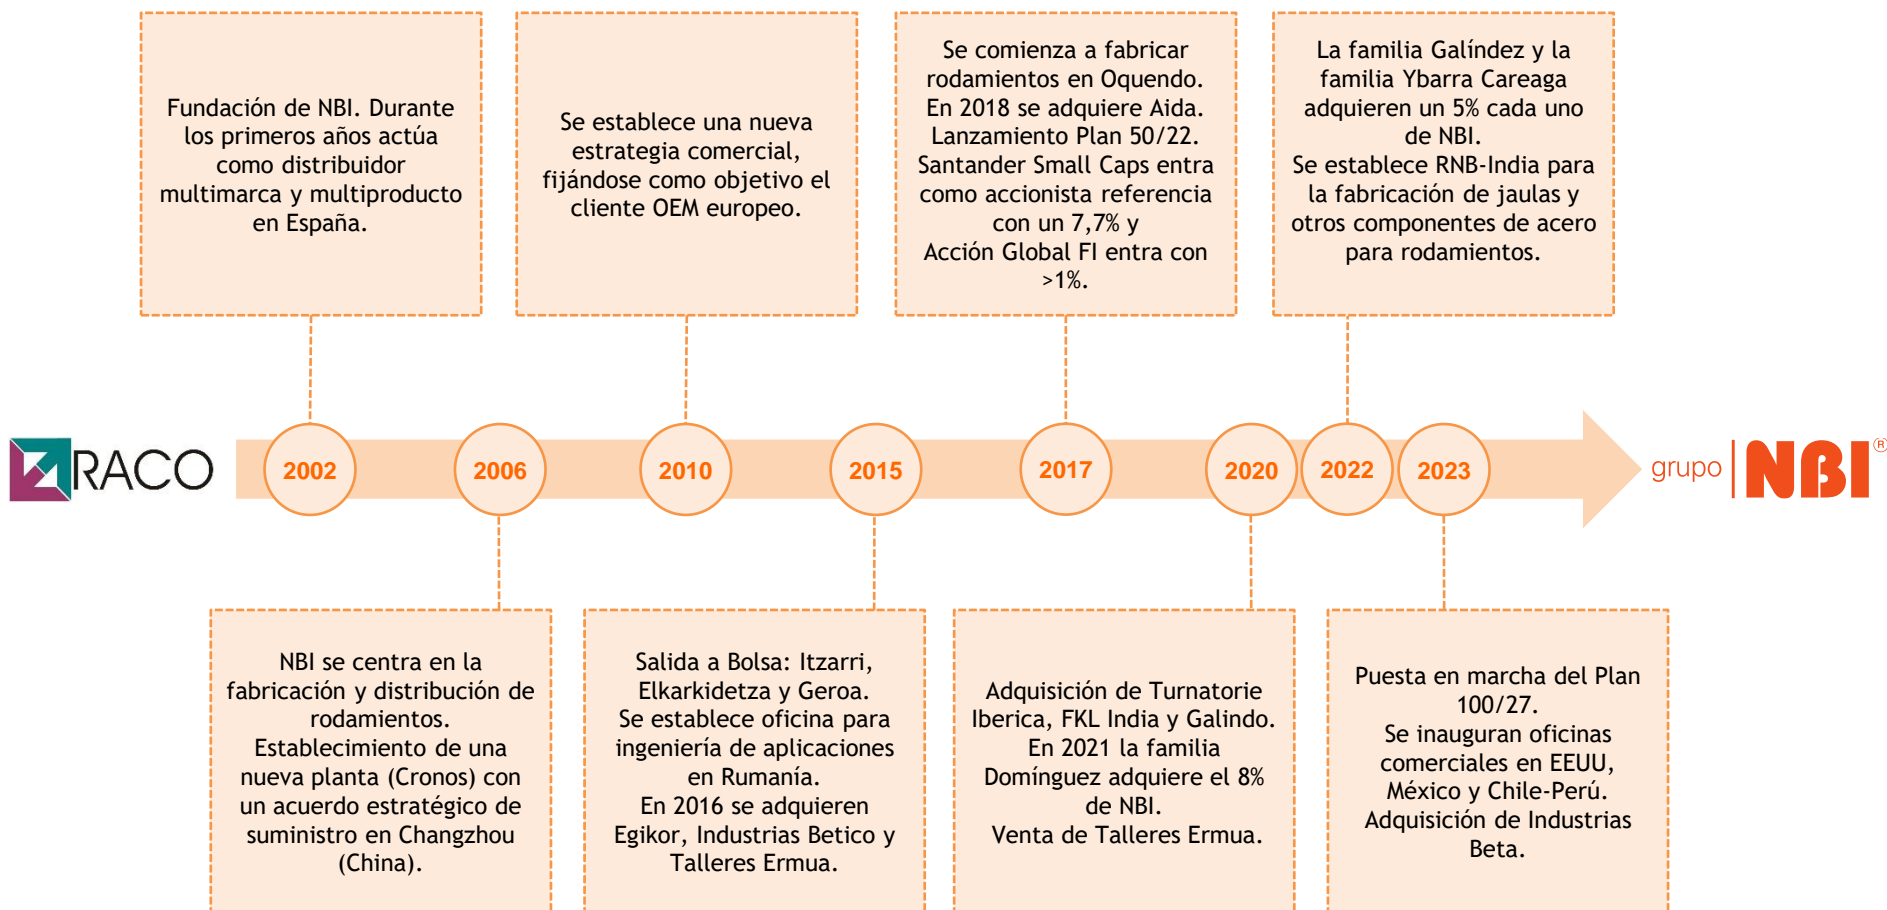 Fundación de NBI. Durante
los primeros años actúa
como distribuidor
multimarca y multiproducto
en España.
Se establece una nueva
estrategia comercial,
fijándose como objetivo el
cliente OEM europeo.
Se comienza a fabricar
rodamientos en Oquendo.
En 2018 se adquiere Aida.
Lanzamiento Plan 50/22.
Santander Small Caps entra
como accionista referencia
con un 7,7% y
Acción Global FI entra con
>1%.
La familia Galíndez y la
familia Ybarra Careaga
adquieren un 5% cada uno
de NBI.
Se establece RNB-India para
la fabricación de jaulas y
otros componentes de acero
para rodamientos.
RACO
2002
2006
2010
2015
2017
2020
2022
2023
grupo NBI ®
NBI se centra en la
fabricación y distribución de
rodamientos.
Establecimiento de una
nueva planta (Cronos) con
un acuerdo estratégico de
suministro en Changzhou
(China).
Salida a Bolsa: Itzarri,
Elkarkidetza y Geroa.
Se establece oficina para
ingeniería de aplicaciones
en Rumanía.
En 2016 se adquieren
Egikor, Industrias Betico y
Talleres Ermua.
Adquisición de Turnatorie
Iberica, FKL India y Galindo.
En 2021 la familia
Domínguez adquiere el 8%
de NBI.
Venta de Talleres Ermua.
Puesta en marcha del Plan
100/27.
Se inauguran oficinas
comerciales en EEUU,
México y Chile-Perú.
Adquisición de Industrias
Beta.